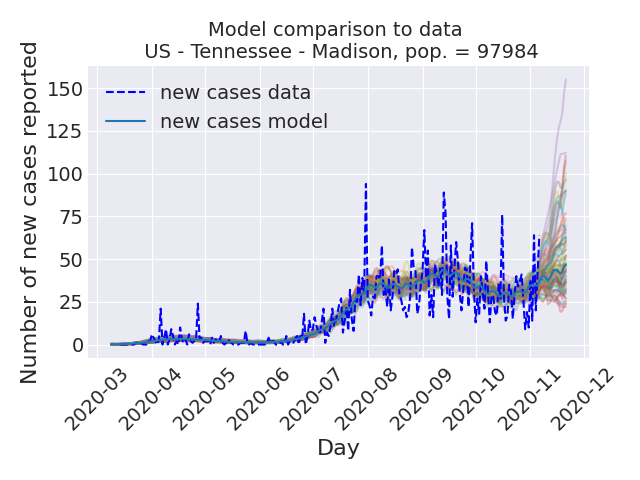 Model comparison to data
US - Tennessee - Madison, pop. = 97984
new cases data
new cases model
Number of new cases reported
150
125
100
75
50
25
0
2020-03
2020-04
2020-05
2020-06
2020-07
2020-08
2020-09
2020-10
2020-11
2020-12
Day